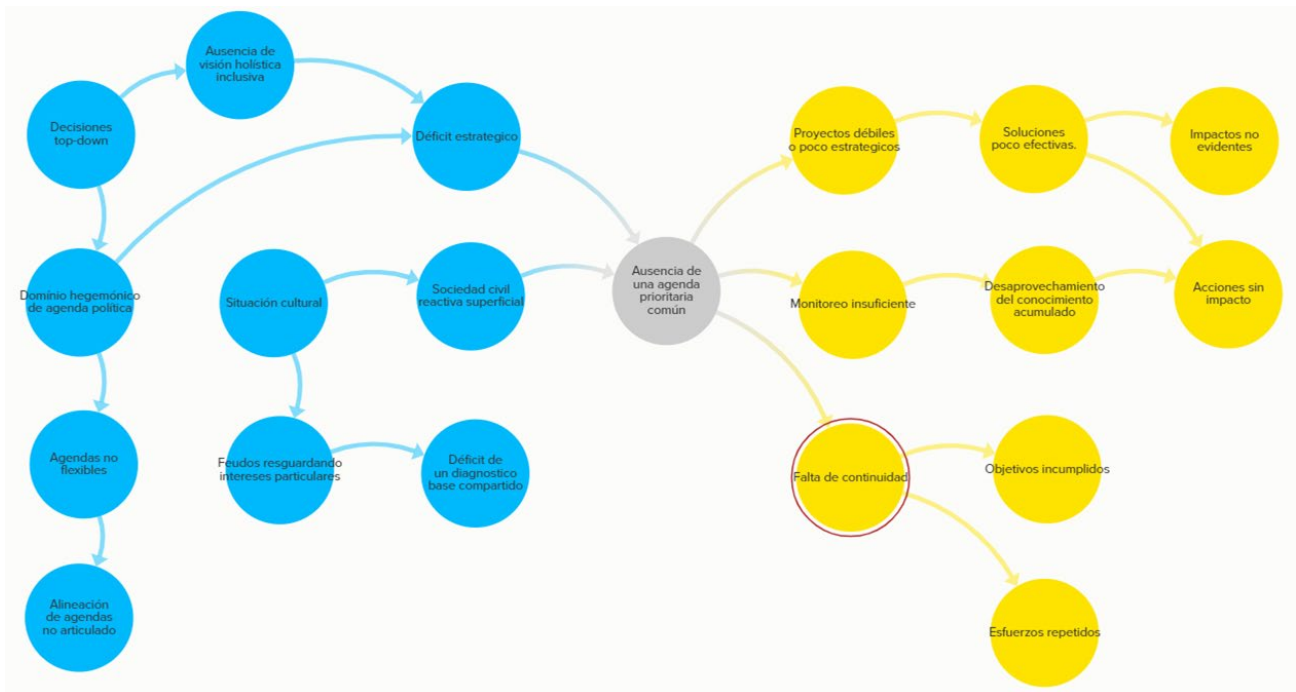 Ausencia de
visión holística
inclusiva
Decisiones
top-down
Déficit estrategico
Proyectos débiles
o poco estrategicos
Soluciones
poco efectivas.
Impactos no
evidentes
Domínio hegemónico
de agenda política
Situación cultural
Sociedad civil
reactiva superficial
Ausencia de
una agenda
prioritaria
común
Monitoreo insuficiente
Desaprovechamiento
del conocimiento
acumulado
Acciones sin
impacto
Agendas no
flexibles
Feudos resguardando
intereses particulares
Déficit de
un diagnostico
base compartido
Falta de continuidad
Objetivos incumplidos
Alineación
de agendas
no articulado
Esfuerzos repetidos